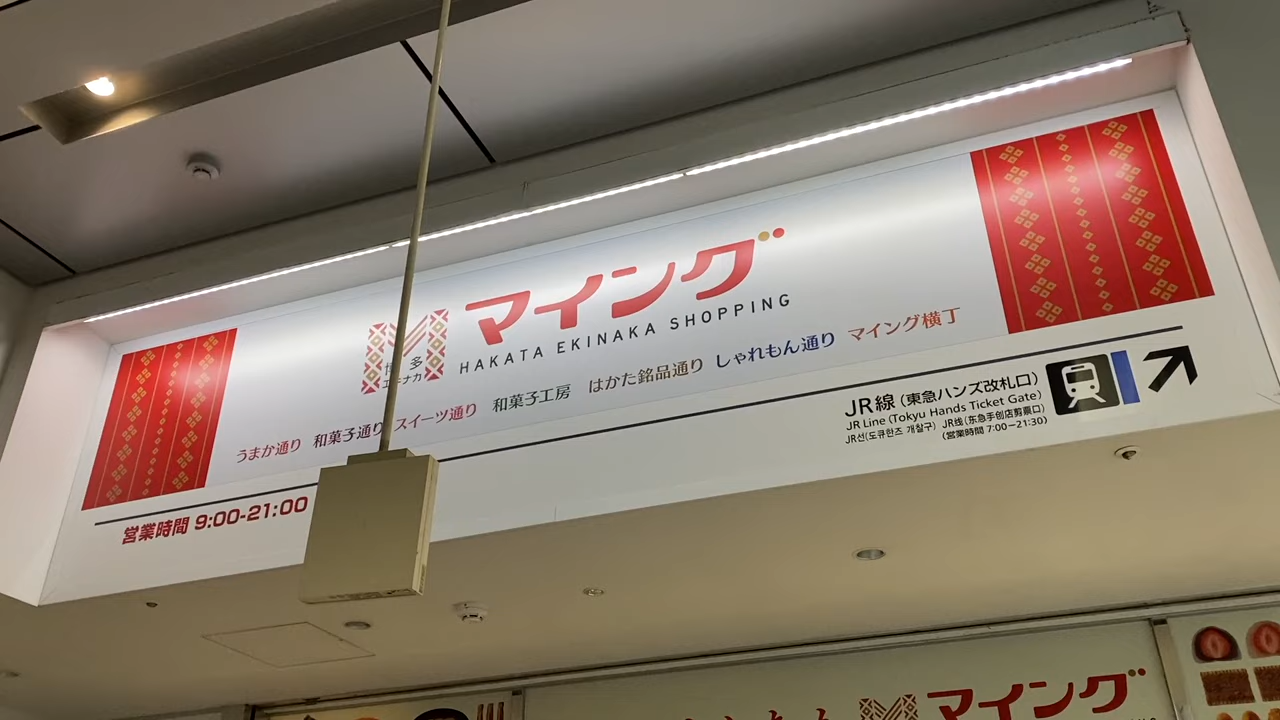 マイング
博多
エキナカ
HAKATA EKINAKA SHOPPING
うまか通り 和菓子通り スイーツ通り 和菓子工房 はかた銘品通り しゃれもん通り マイング横丁
営業時間 9:00-21:00
JR線(東急ハンズ改札口)
JR Line (Tokyu Hands Ticket Gate)
JR선(도큐한즈 개찰구) JR线(东急手创店剪票口)
(営業時間 7:00−21:30)
マイング